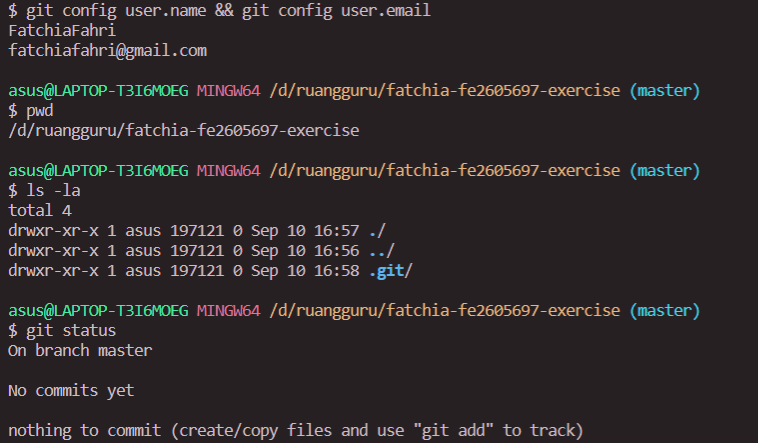 $ git config user.name && git config user.email
FatchiaFahri
fatchiafahri@gmail.com
asus@LAPTOP-T3I6MOEG MINGW64 /d/ruangguru/fatchia-fe2605697-exercise (master)
$ pwd
/d/ruangguru/fatchia-fe2605697-exercise
asus@LAPTOP-T3I6MOEG MINGW64 /d/ruangguru/fatchia-fe2605697-exercise (master)
$ ls -la
total 4
drwxr-xr-x 1 asus 197121 0 Sep 10 16:57 ./
drwxr-xr-x 1 asus 197121 0 Sep 10 16:56 ../
drwxr-xr-x 1 asus 197121 0 Sep 10 16:58 .git/
asus@LAPTOP-T3I6MOEG MINGW64 /d/ruangguru/fatchia-fe2605697-exercise (master)
$ git status
On branch master
No commits yet
nothing to commit (create/copy files and use "git add" to track)